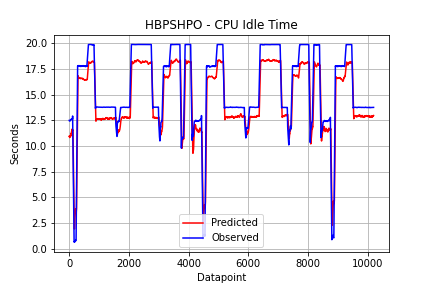 HBPSHPO - CPU Idle Time
20.0
17.5
15.0
12.5
10.0
7.5
5.0
2.5
0.0
Seconds
Predicted
Observed
0 2000 4000 6000 8000 10000
Datapoint